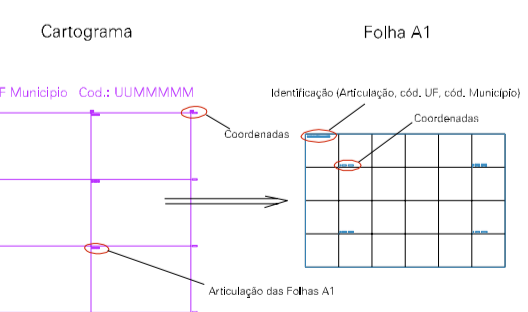 Cartograma
Folha A1
F Municipio Cod.: UUMMMMM
Identificação (Articulação, cód. UF, cód. Município)
Coordenadas
Coordenadas
Articulação das Folhas A1